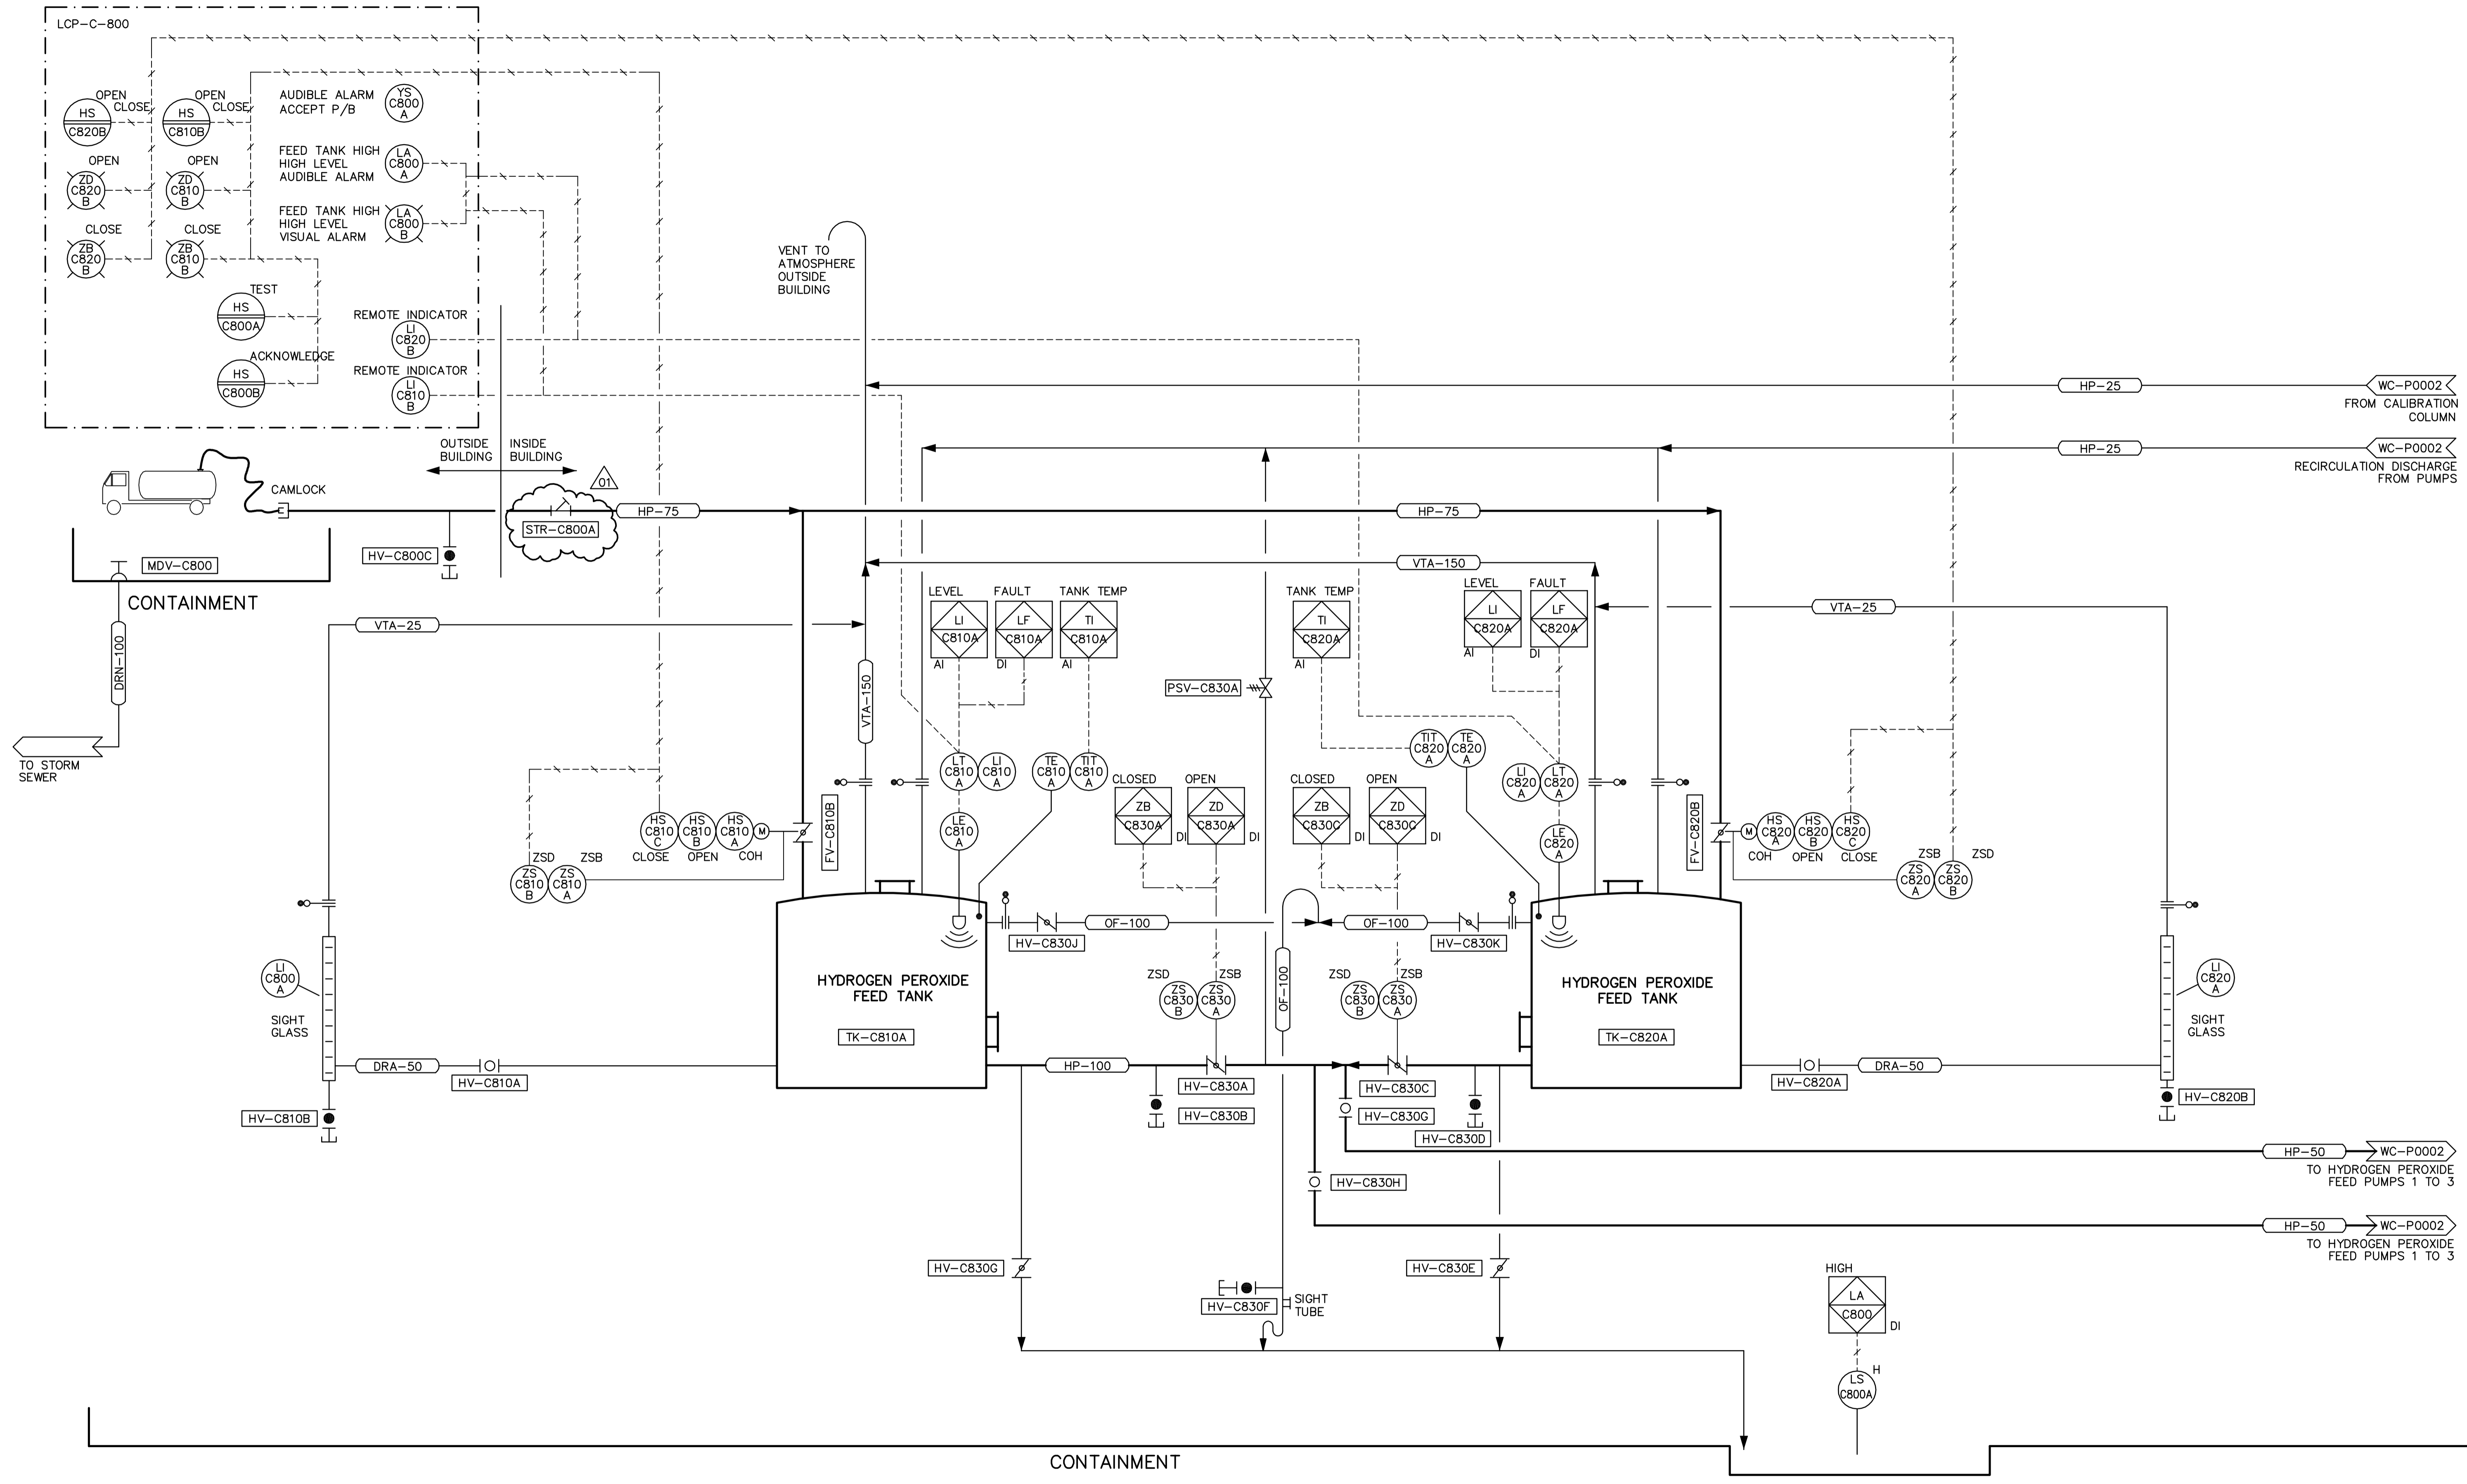 LCP-C-800
OPEN
CLOSE
HS
C820B
OPEN
CLOSE
HS
C810B
AUDIBLE ALARM
ACCEPT P/B
YS
C800
A
OPEN
ZD
C820
B
OPEN
ZD
C810
B
FEED TANK HIGH
HIGH LEVEL
AUDIBLE ALARM
LA
C800
A
CLOSE
ZB
C820
B
CLOSE
ZB
C810
B
FEED TANK HIGH
HIGH LEVEL
VISUAL ALARM
LA
C800
B
TEST
HS
C800A
REMOTE INDICATOR
LI
C820
B
ACKNOWLEDGE
HS
C800B
REMOTE INDICATOR
LI
C810
B
VENT TO
ATMOSPHERE
OUTSIDE
BUILDING
HP-25
WC-P0002
FROM CALIBRATION
COLUMN
HP-25
WC-P0002
RECIRCULATION DISCHARGE
FROM PUMPS
OUTSIDE
BUILDING
INSIDE
BUILDING
01
CAMLOCK
STR-C800A
HP-75
HP-75
HV-C800C
MDV-C800
CONTAINMENT
DRN-100
TO STORM
SEWER
VTA-25
VTA-150
VTA-150
VTA-25
LEVEL
LI
C810A
AI
FAULT
LF
C810A
DI
TANK TEMP
TI
C810A
AI
TANK TEMP
TI
C820A
AI
LEVEL
LI
C820A
AI
FAULT
LF
C820A
DI
PSV-C830A
LT
C810
A
LI
C810
A
TE
C810
A
TIT
C810
A
TIT
C820
A
TE
C820
A
LI
C820
A
LT
C820
A
CLOSED
ZB
C830A
DI
OPEN
ZD
C830A
DI
CLOSED
ZB
C830C
DI
OPEN
ZD
C830C
DI
HS
C810
C
CLOSE
HS
C810
B
OPEN
HS
C810
A
COH
M
FV-C810B
LE
C810
A
LE
C820
A
FV-C820B
M
HS
C820
A
COH
HS
C820
B
OPEN
HS
C820
C
CLOSE
ZSD
ZS
C810
B
ZSB
ZS
C810
A
ZSB
ZS
C820
A
ZSD
ZS
C820
B
OF-100
HV-C830J
OF-100
HV-C830K
OF-100
LI
C800
A
SIGHT
GLASS
HYDROGEN PEROXIDE
FEED TANK
TK-C810A
ZSD
ZS
C830
B
ZSB
ZS
C830
A
ZSD
ZS
C830
B
ZSB
ZS
C830
A
HYDROGEN PEROXIDE
FEED TANK
TK-C820A
LI
C820
A
SIGHT
GLASS
DRA-50
HV-C810A
HV-C810B
HP-100
HV-C830A
HV-C830B
HV-C830C
HV-C830G
HV-C830D
HV-C820A
DRA-50
HV-C820B
HP-50
WC-P0002
TO HYDROGEN PEROXIDE
FEED PUMPS 1 TO 3
HV-C830H
HP-50
WC-P0002
TO HYDROGEN PEROXIDE
FEED PUMPS 1 TO 3
HV-C830G
HV-C830F
SIGHT
TUBE
HV-C830E
HIGH
LA
C800
DI
H
LS
C800A
CONTAINMENT